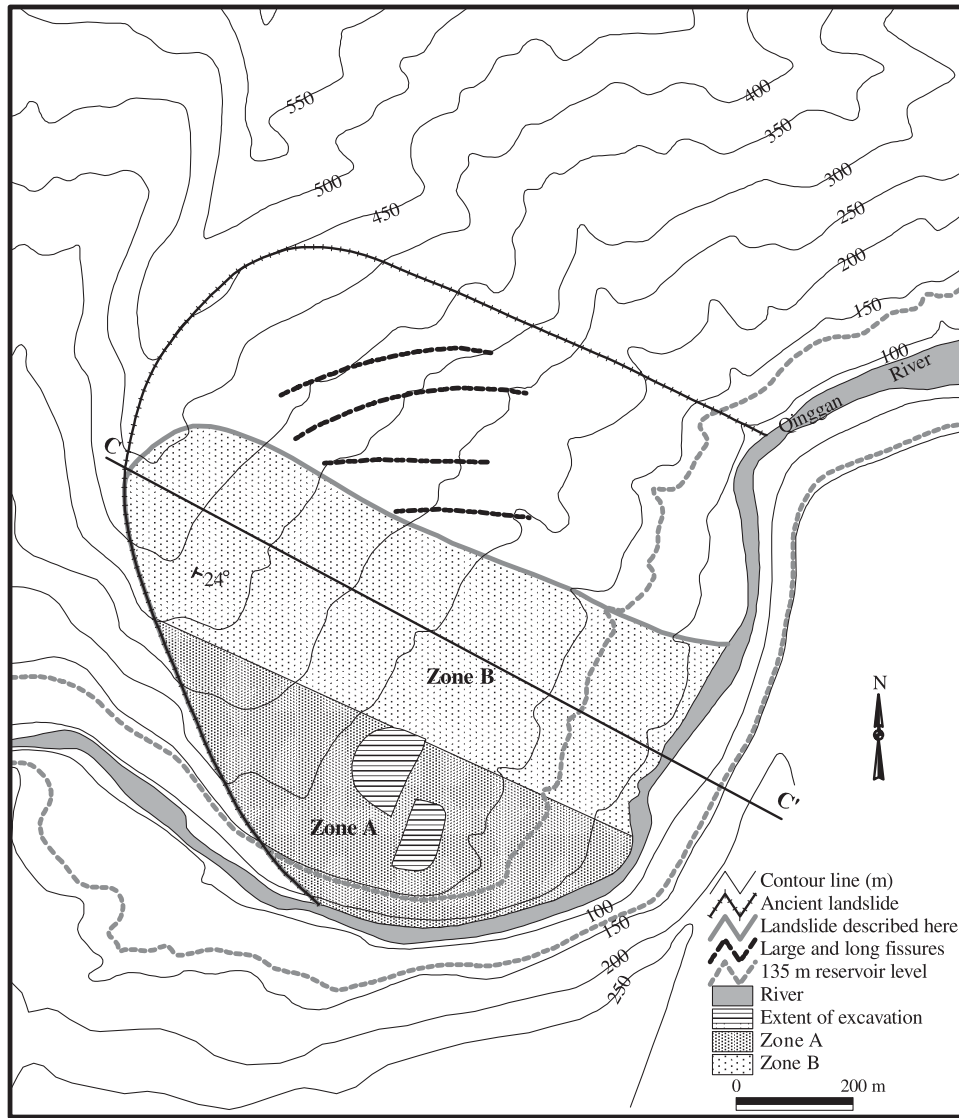 550
400
350
500
300
450
250
200
150
100
Qinggan River
C
24°
Zone B
N
C'
Zone A
100
150
200
250
Contour line (m)
Ancient landslide
Landslide described here
Large and long fissures
135 m reservoir level
River
Extent of excavation
Zone A
Zone B
0 200 m